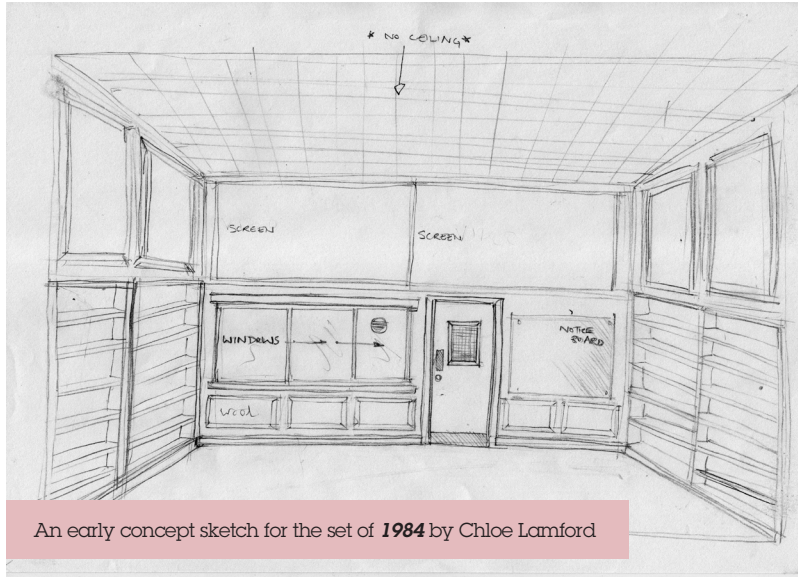 * NO CEILING *
SCREEN
SCREEN
WINDOWS
NOTICE
BOARD
wood
An early concept sketch for the set of 1984 by Chloe Lamford